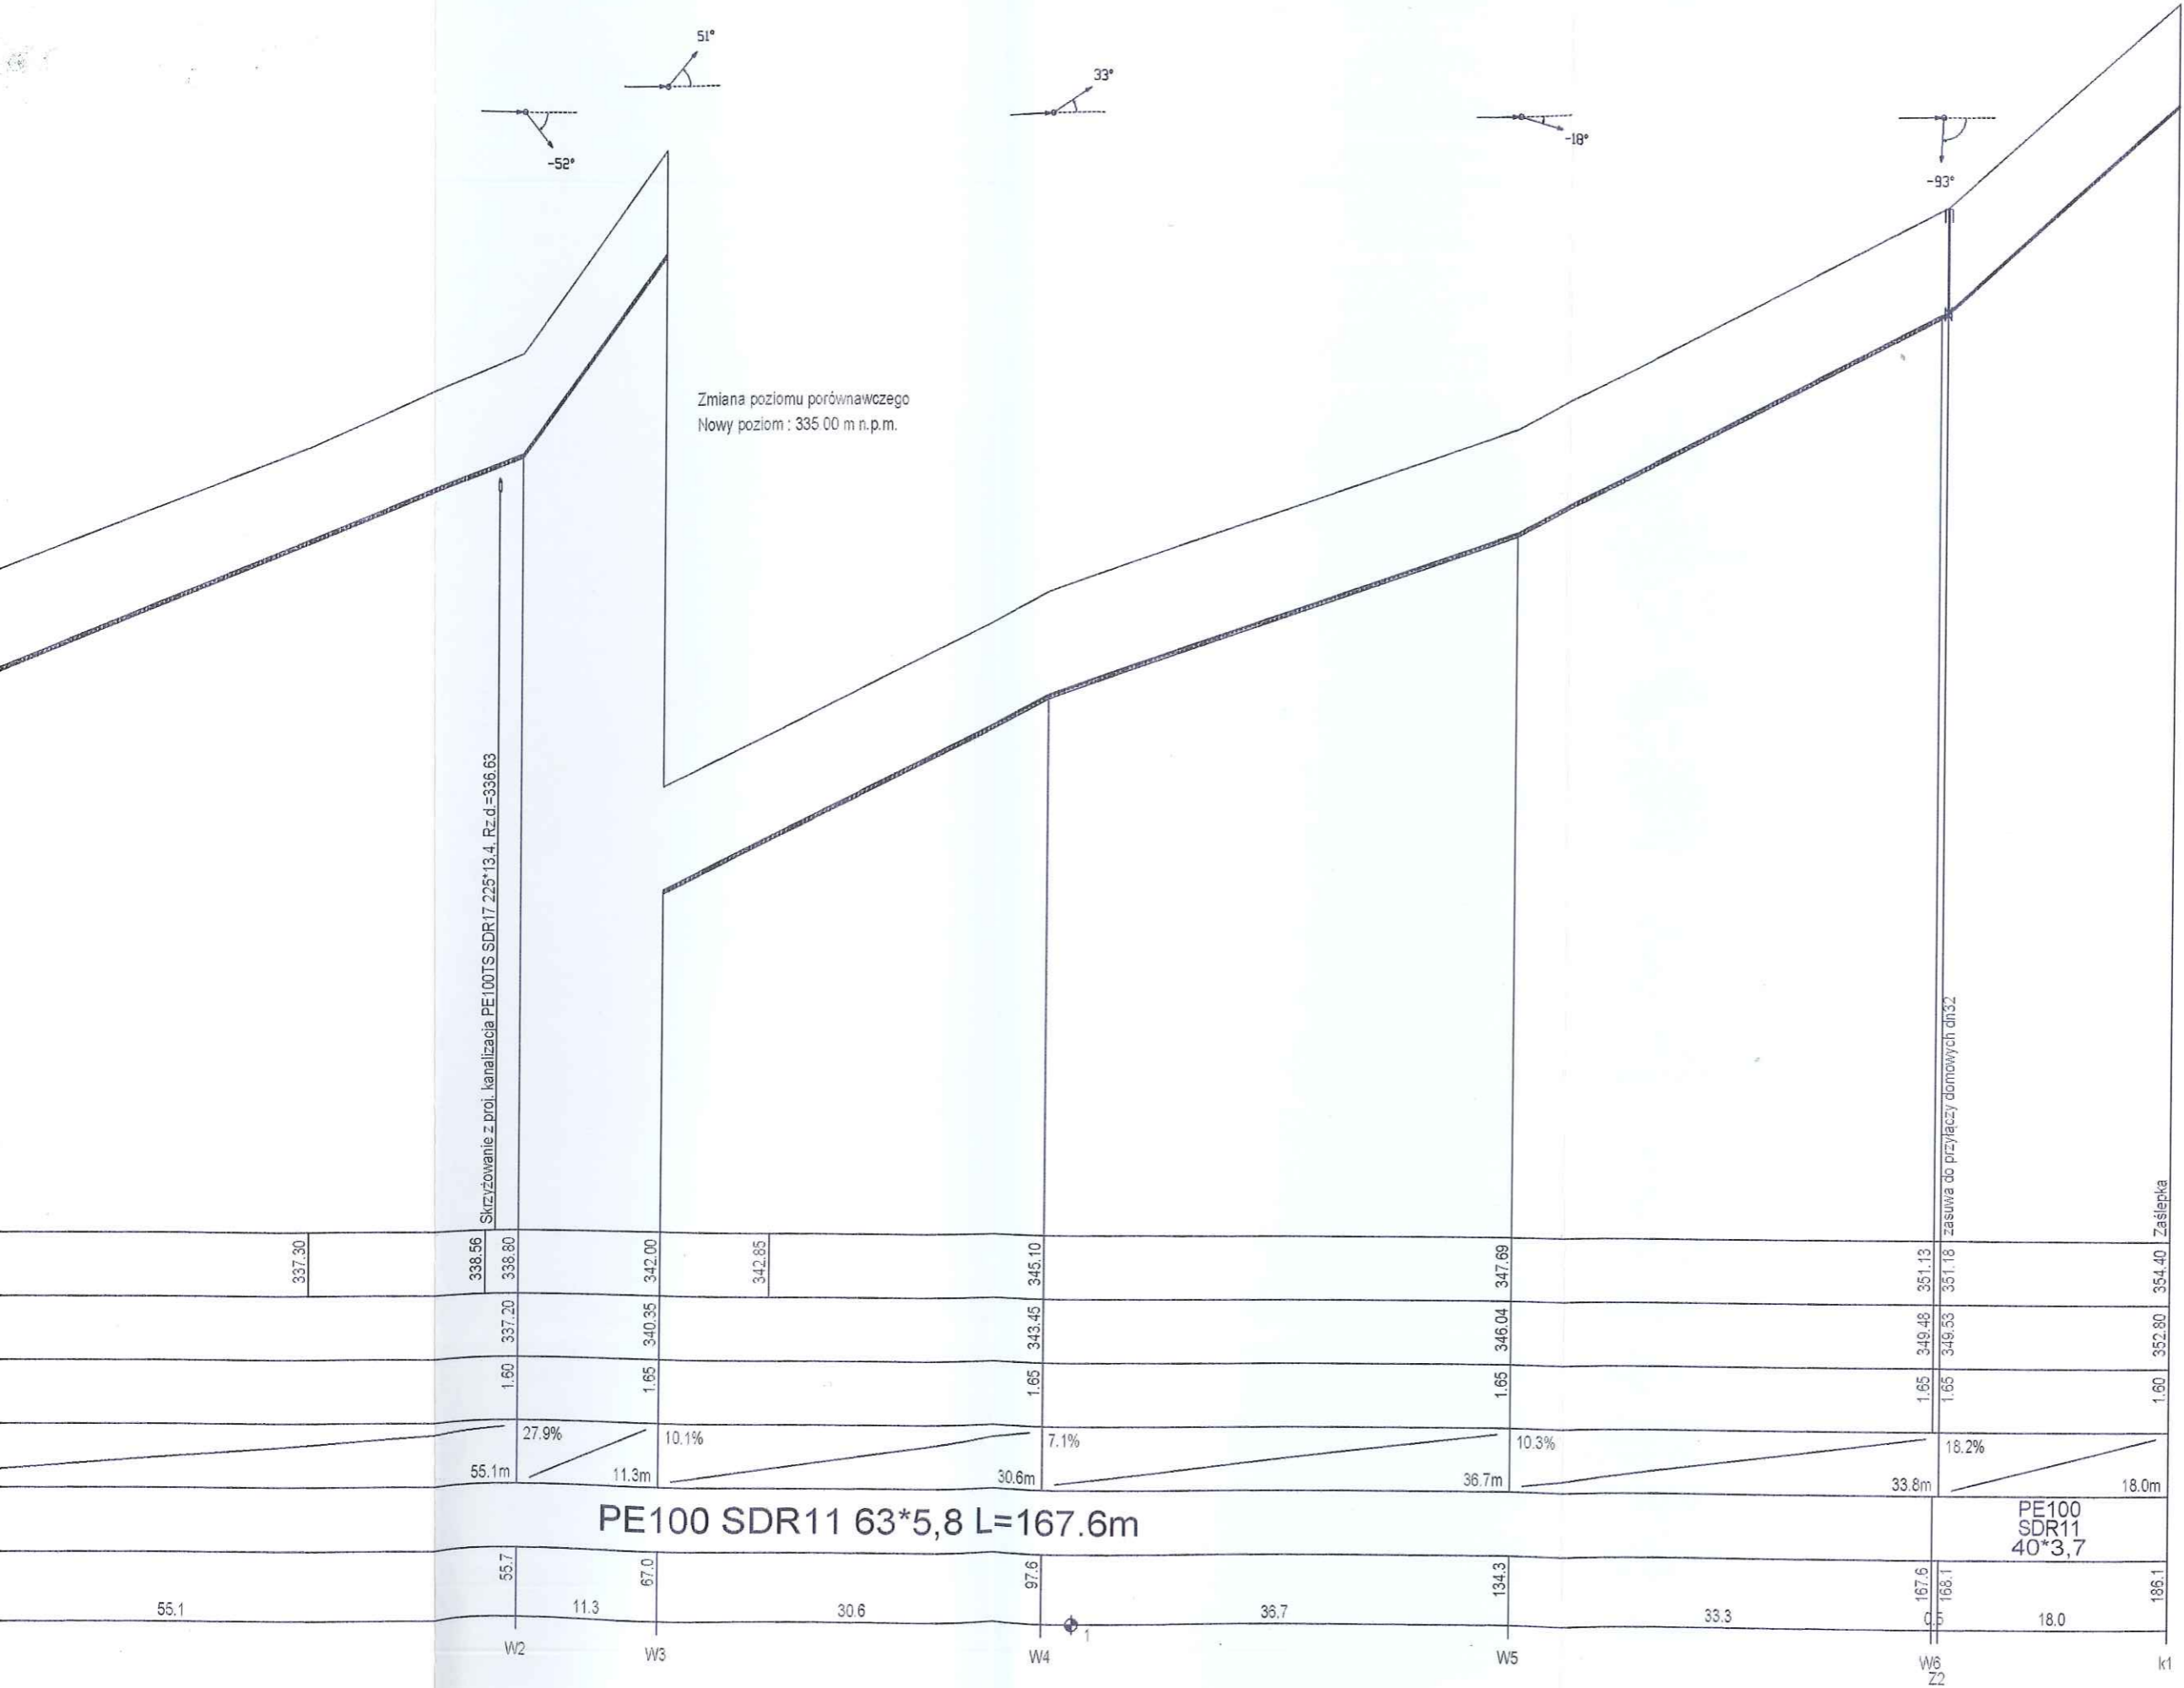 51°
-52°
33°
-18°
-93°
Zmiana poziomu porównawczego
Nowy poziom : 335.00 m n.p.m.
Skrzyżowanie z proj. kanalizacja PE100TS SDR17 225*13,4, Rz.d.=336.63
zasuwa do przyłączy domowych dn32
Zaślepka
337.30 338.56 338.80 342.00 342.85 345.10 347.69 351.13 351.18 354.40
337.20 340.35 343.45 346.04 349.48 349.53 352.80
1.60 1.65 1.65 1.65 1.65 1.65 1.60
27.9% 10.1% 7.1% 10.3% 18.2%
55.1m 11.3m 30.6m 36.7m 33.8m 18.0m
PE100 SDR11 63*5,8 L=167.6m
PE100
SDR11
40*3,7
55.7 67.0 97.6 134.3 167.6 168.1 186.1
55.1 11.3 30.6 36.7 33.3 0.5 18.0
1
W2 W3 W4 W5 W6 k1
Z2